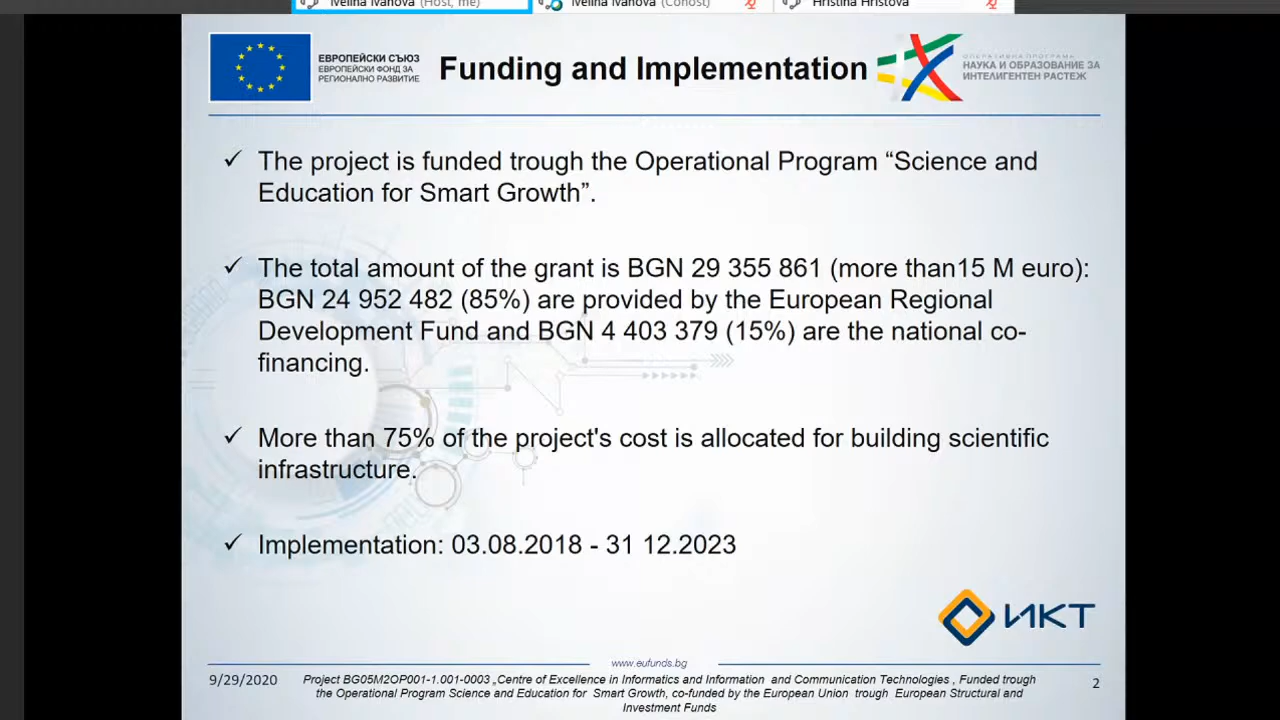 Ivelina Ivanova (Host, me)
Ivelina Ivanova (Cohost)
Hristina Hristova
ЕВРОПЕЙСКИ СЪЮЗ
ЕВРОПЕЙСКИ ФОНД ЗА
РЕГИОНАЛНО РАЗВИТИЕ
Funding and Implementation
ОПЕРАТИВНА ПРОГРАМА
НАУКА И ОБРАЗОВАНИЕ ЗА
ИНТЕЛИГЕНТЕН РАСТЕЖ
✓ The project is funded trough the Operational Program “Science and
Education for Smart Growth”.
✓ The total amount of the grant is BGN 29 355 861 (more than15 M euro):
BGN 24 952 482 (85%) are provided by the European Regional
Development Fund and BGN 4 403 379 (15%) are the national co-
financing.
✓ More than 75% of the project's cost is allocated for building scientific
infrastructure.
✓ Implementation: 03.08.2018 - 31 12.2023
ИКТ
www.eufunds.bg
9/29/2020
Project BG05M2OP001-1.001-0003 „Centre of Excellence in Informatics and Information and Communication Technologies , Funded trough
the Operational Program Science and Education for Smart Growth, co-funded by the European Union trough European Structural and
Investment Funds
2